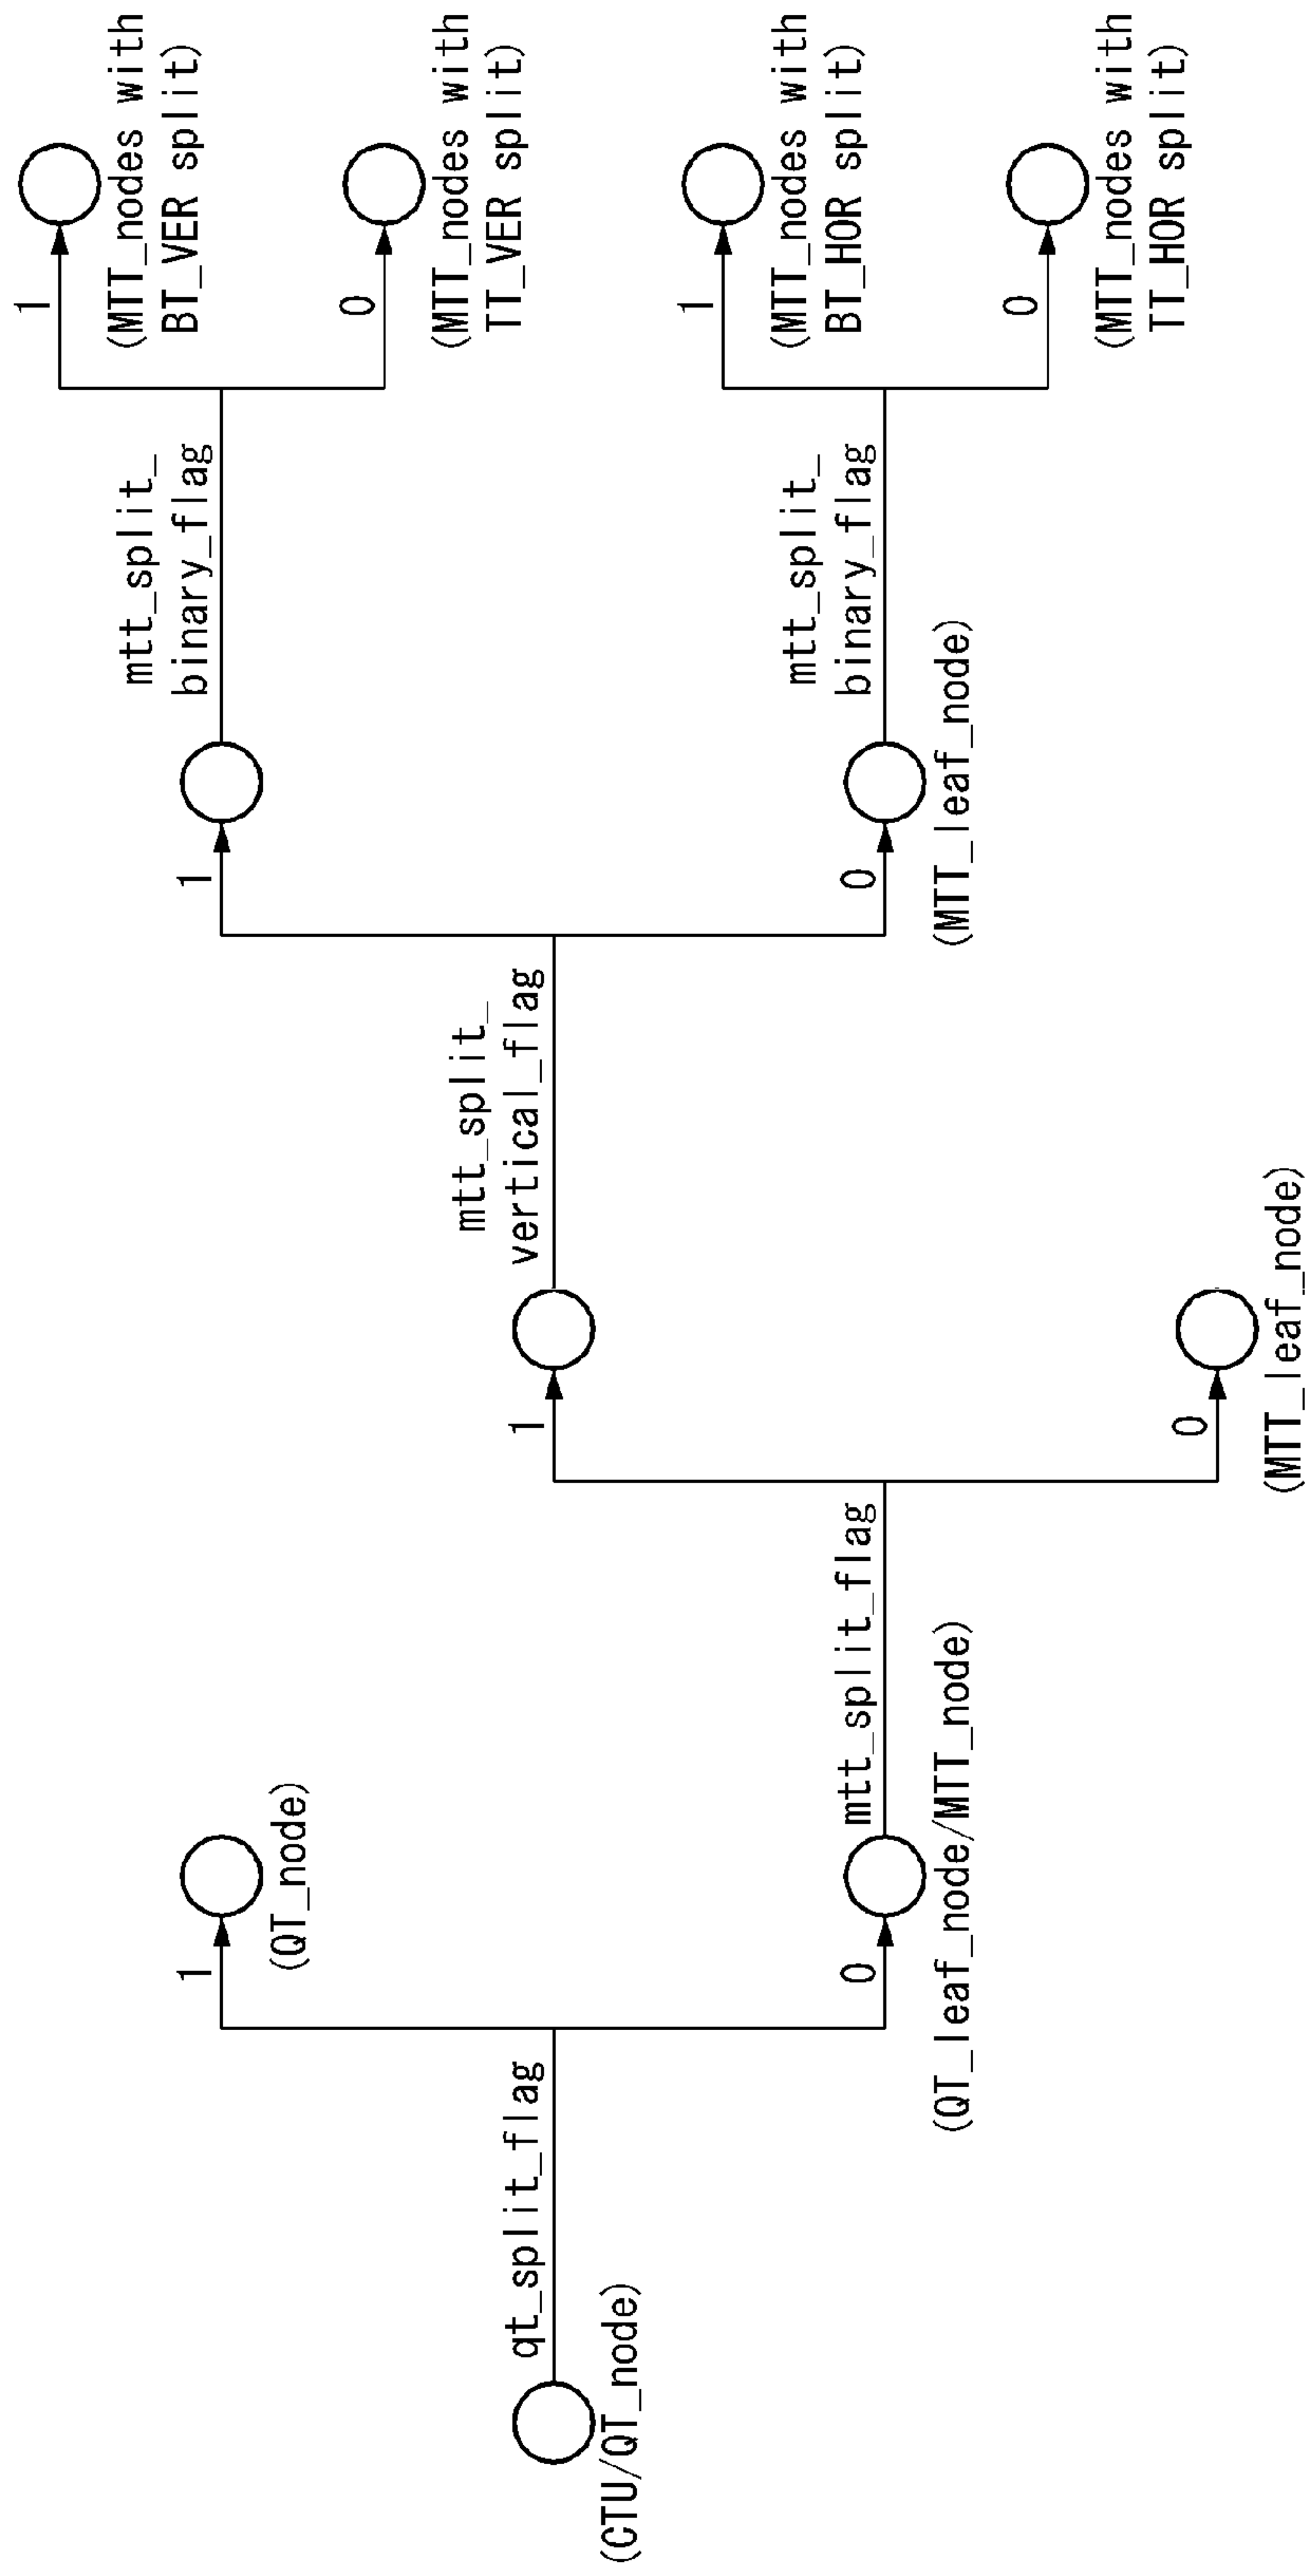 1
(MTT_nodes with
BT_VER split)
mtt_split_
binary_flag
0
(MTT_nodes with
TT_VER split)
1
(QT_node)
1
mtt_split_
vertical_flag
qt_split_flag
(CTU/QT_node)
1
1
(MTT_nodes with
BT_HOR split)
mtt_split_
binary_flag
0
(MTT_leaf_node)
0
(MTT_nodes with
TT_HOR split)
mtt_split_flag
0
(QT_leaf_node/MTT_node)
0
(MTT_leaf_node)